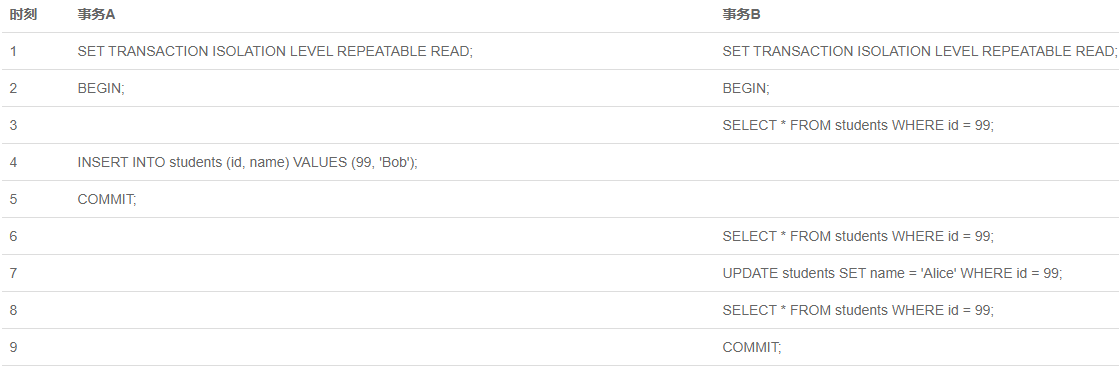 时刻 事务A 事务B
1 SET TRANSACTION ISOLATION LEVEL REPEATABLE READ; SET TRANSACTION ISOLATION LEVEL REPEATABLE READ;
2 BEGIN; BEGIN;
3 SELECT * FROM students WHERE id = 99;
4 INSERT INTO students (id, name) VALUES (99, 'Bob');
5 COMMIT;
6 SELECT * FROM students WHERE id = 99;
7 UPDATE students SET name = 'Alice' WHERE id = 99;
8 SELECT * FROM students WHERE id = 99;
9 COMMIT;